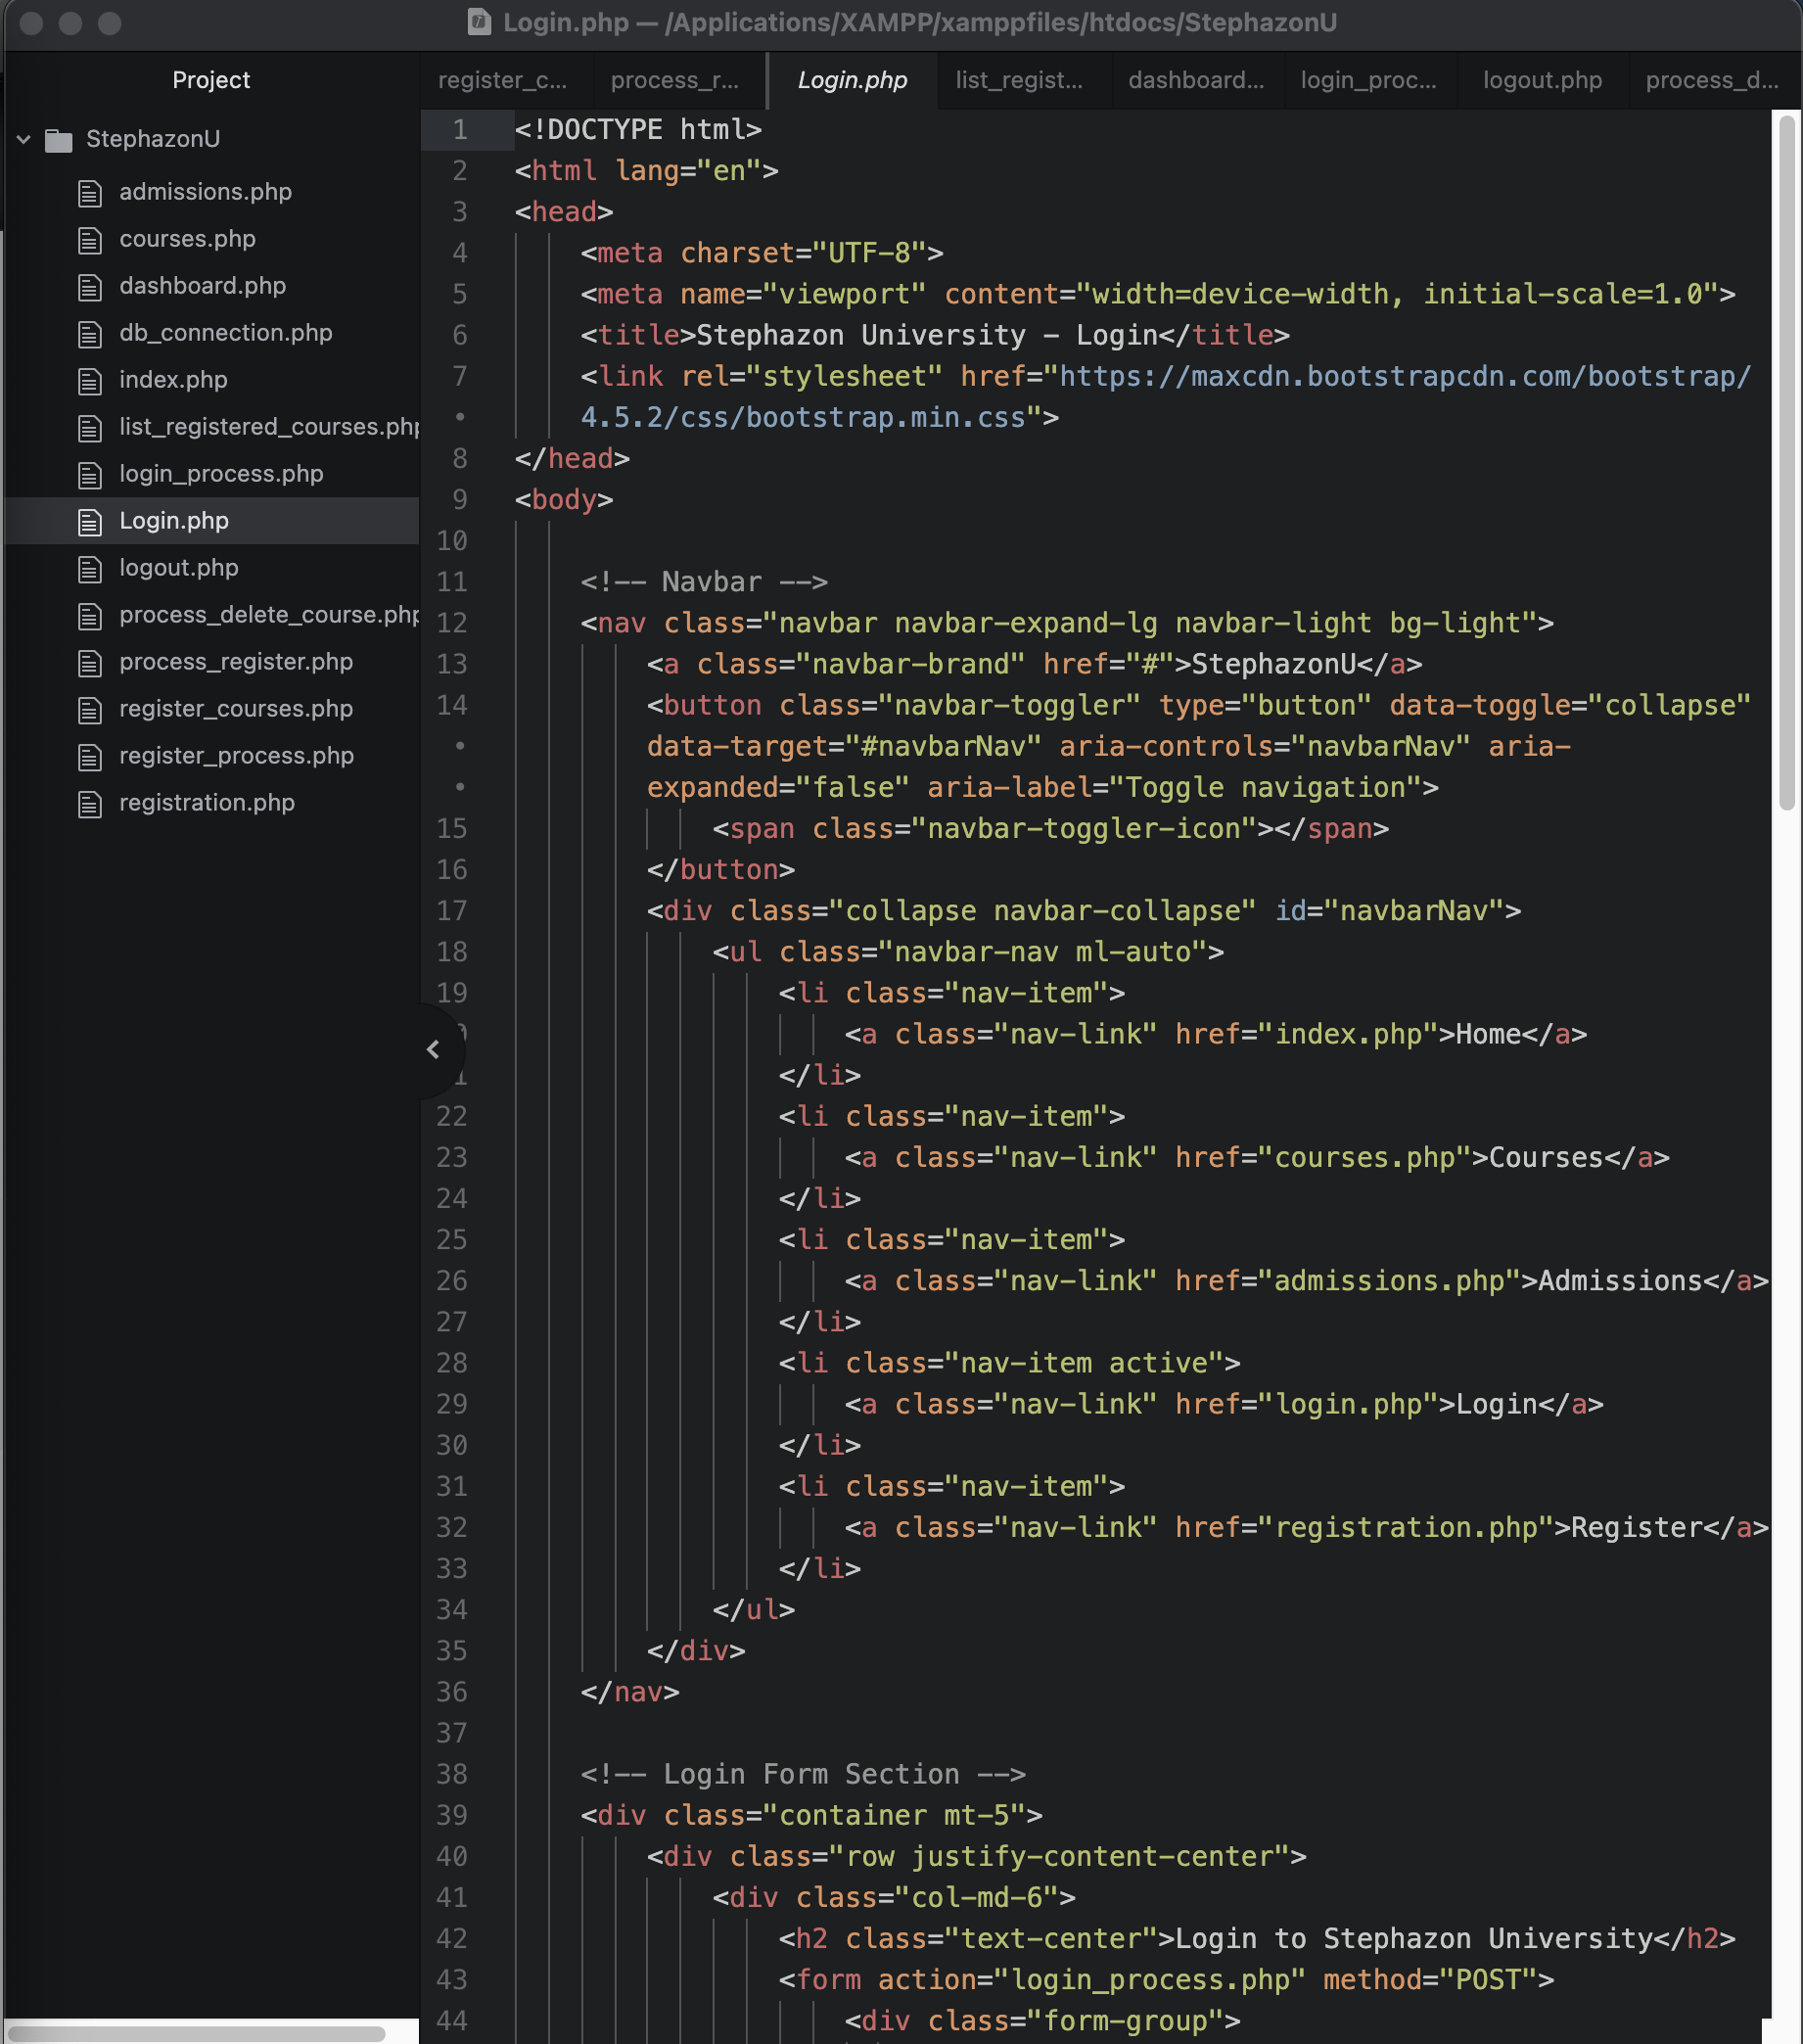 Login.php — /Applications/XAMPP/xamppfiles/htdocs/StephazonU
Project
register_c...
process_r...
Login.php
list_regist...
dashboard...
login_proc...
logout.php
process_d...
StephazonU
admissions.php
courses.php
dashboard.php
db_connection.php
index.php
list_registered_courses.php
login_process.php
Login.php
logout.php
process_delete_course.php
process_register.php
register_courses.php
register_process.php
registration.php
1 <!DOCTYPE html>
2 <html lang="en">
3 <head>
4 <meta charset="UTF-8">
5 <meta name="viewport" content="width=device-width, initial-scale=1.0">
6 <title>Stephazon University - Login</title>
7 <link rel="stylesheet" href="https://maxcdn.bootstrapcdn.com/bootstrap/
• 4.5.2/css/bootstrap.min.css">
8 </head>
9 <body>
10
11 <!-- Navbar -->
12 <nav class="navbar navbar-expand-lg navbar-light bg-light">
13 <a class="navbar-brand" href="#">StephazonU</a>
14 <button class="navbar-toggler" type="button" data-toggle="collapse"
• data-target="#navbarNav" aria-controls="navbarNav" aria-
• expanded="false" aria-label="Toggle navigation">
15 <span class="navbar-toggler-icon"></span>
16 </button>
17 <div class="collapse navbar-collapse" id="navbarNav">
18 <ul class="navbar-nav ml-auto">
19 <li class="nav-item">
<a class="nav-link" href="index.php">Home</a>
</li>
22 <li class="nav-item">
23 <a class="nav-link" href="courses.php">Courses</a>
24 </li>
25 <li class="nav-item">
26 <a class="nav-link" href="admissions.php">Admissions</a>
27 </li>
28 <li class="nav-item active">
29 <a class="nav-link" href="login.php">Login</a>
30 </li>
31 <li class="nav-item">
32 <a class="nav-link" href="registration.php">Register</a>
33 </li>
34 </ul>
35 </div>
36 </nav>
37
38 <!-- Login Form Section -->
39 <div class="container mt-5">
40 <div class="row justify-content-center">
41 <div class="col-md-6">
42 <h2 class="text-center">Login to Stephazon University</h2>
43 <form action="login_process.php" method="POST">
44 <div class="form-group">